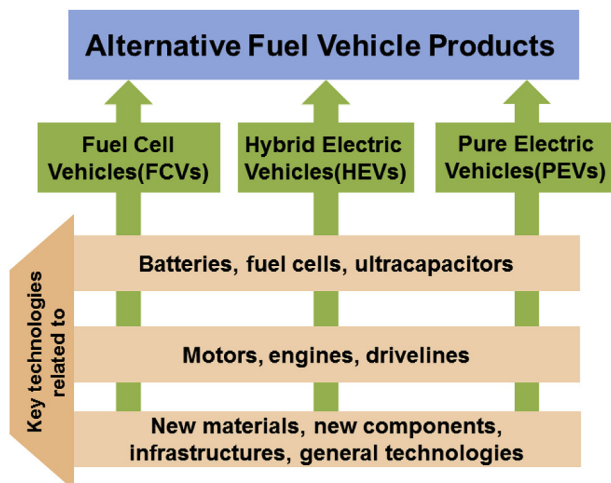 Alternative Fuel Vehicle Products
Fuel Cell
Vehicles(FCVs)
Hybrid Electric
Vehicles(HEVs)
Pure Electric
Vehicles(PEVs)
Key technologies
related to
Batteries, fuel cells, ultracapacitors
Motors, engines, drivelines
New materials, new components,
infrastructures, general technologies